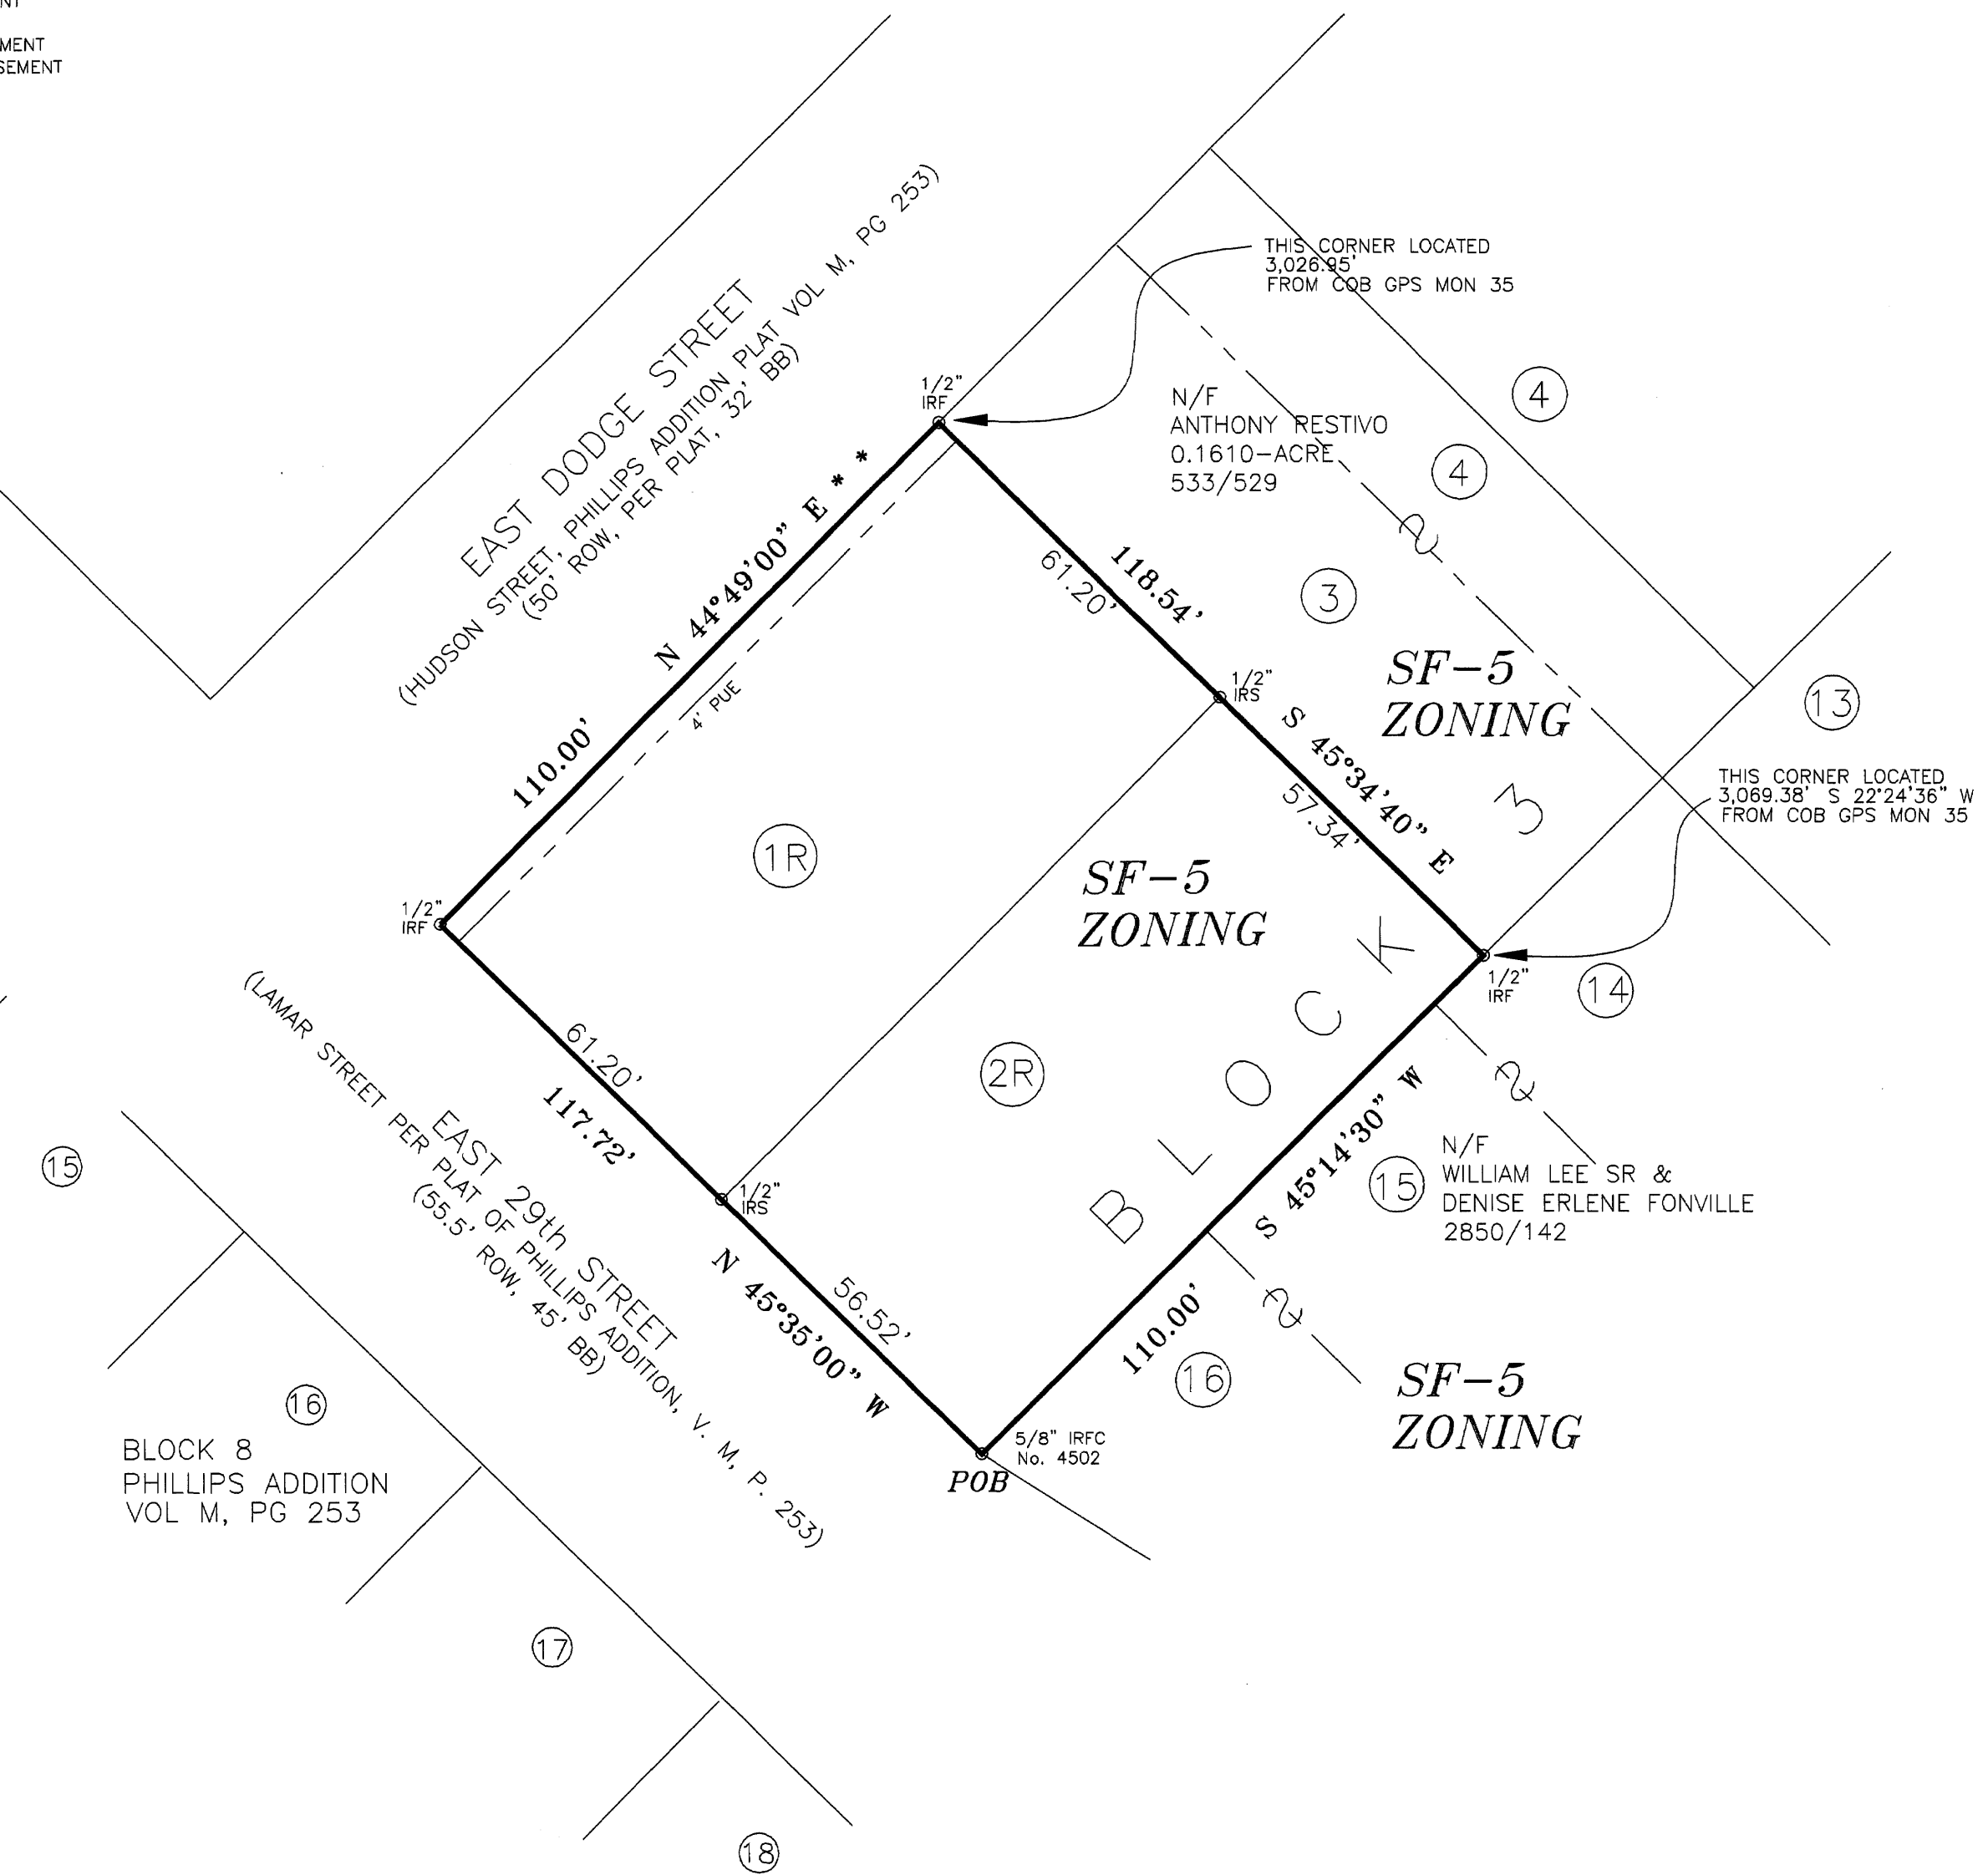 MENT
SEMENT
EAST DODGE STREET
(HUDSON STREET, PHILLIPS ADDITION PLAT VOL M, PG 253)
(50' ROW, PER PLAT, 32' BB)
THIS CORNER LOCATED
3,026.95'
FROM COB GPS MON 35
1/2"
IRF
N/F
ANTHONY RESTIVO
0.1610-ACRE
533/529
4
4
3
N 44°49'00" E * *
110.00'
4' PUE
118.54'
61.20'
S 45°34'40" E
57.34'
1/2"
IRS
SF-5
ZONING
13
THIS CORNER LOCATED
3,069.38' S 22°24'36" W
FROM COB GPS MON 35
1R
SF-5
ZONING
BLOCK 3
1/2"
IRF
1/2"
IRF
14
2R
61.20'
117.72'
(LAMAR STREET PER PLAT OF PHILLIPS ADDITION, V. M, P. 253)
EAST 29th STREET
(55.5' ROW, 45' BB)
1/2"
IRS
N 45°35'00" W
56.52'
S 45°14'30" W
110.00'
15
N/F
WILLIAM LEE SR &
DENISE ERLENE FONVILLE
2850/142
16
SF-5
ZONING
5/8" IRFC
No. 4502
POB
15
16
BLOCK 8
PHILLIPS ADDITION
VOL M, PG 253
17
18